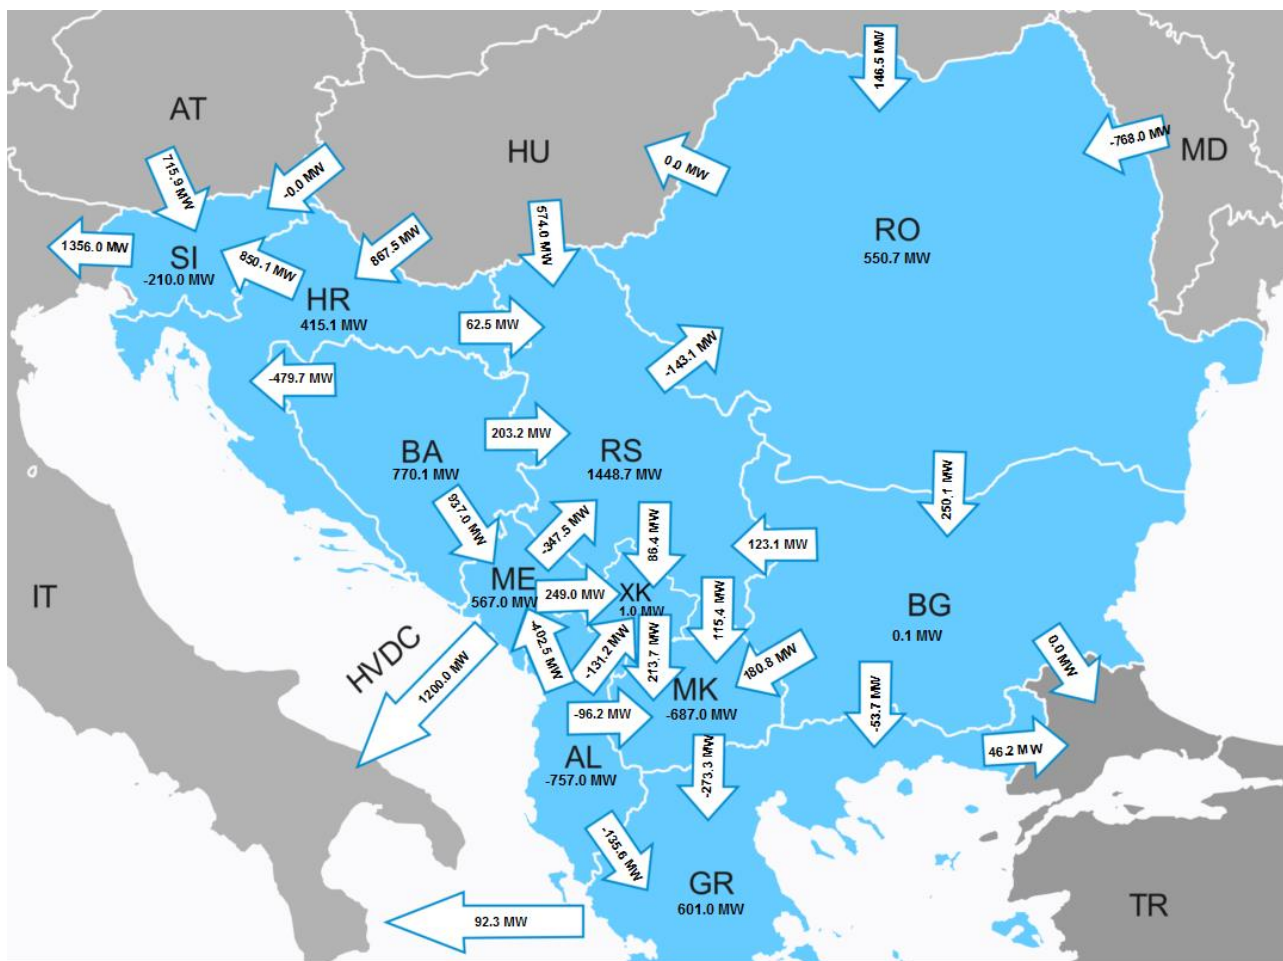 146.5 MW
AT
-768.0 MW
HU
MD
715.9 MW
-0.0 MW
0.0 MW
574.0 MW
RO
550.7 MW
1356.0 MW
SI
-210.0 MW
850.1 MW
867.5 MW
HR
415.1 MW
62.5 MW
-143.1 MW
-479.7 MW
203.2 MW
BA
770.1 MW
RS
1448.7 MW
937.0 MW
250.1 MW
-347.5 MW
86.4 MW
123.1 MW
IT
ME
567.0 MW
249.0 MW
XK
1.0 MW
115.4 MW
BG
0.1 MW
HVDC
1200.0 MW
-402.5 MW
-131.2 MW
213.7 MW
180.8 MW
0.0 MW
MK
-687.0 MW
-53.7 MW
-96.2 MW
46.2 MW
AL
-757.0 MW
-273.3 MW
-135.6 MW
GR
601.0 MW
TR
92.3 MW